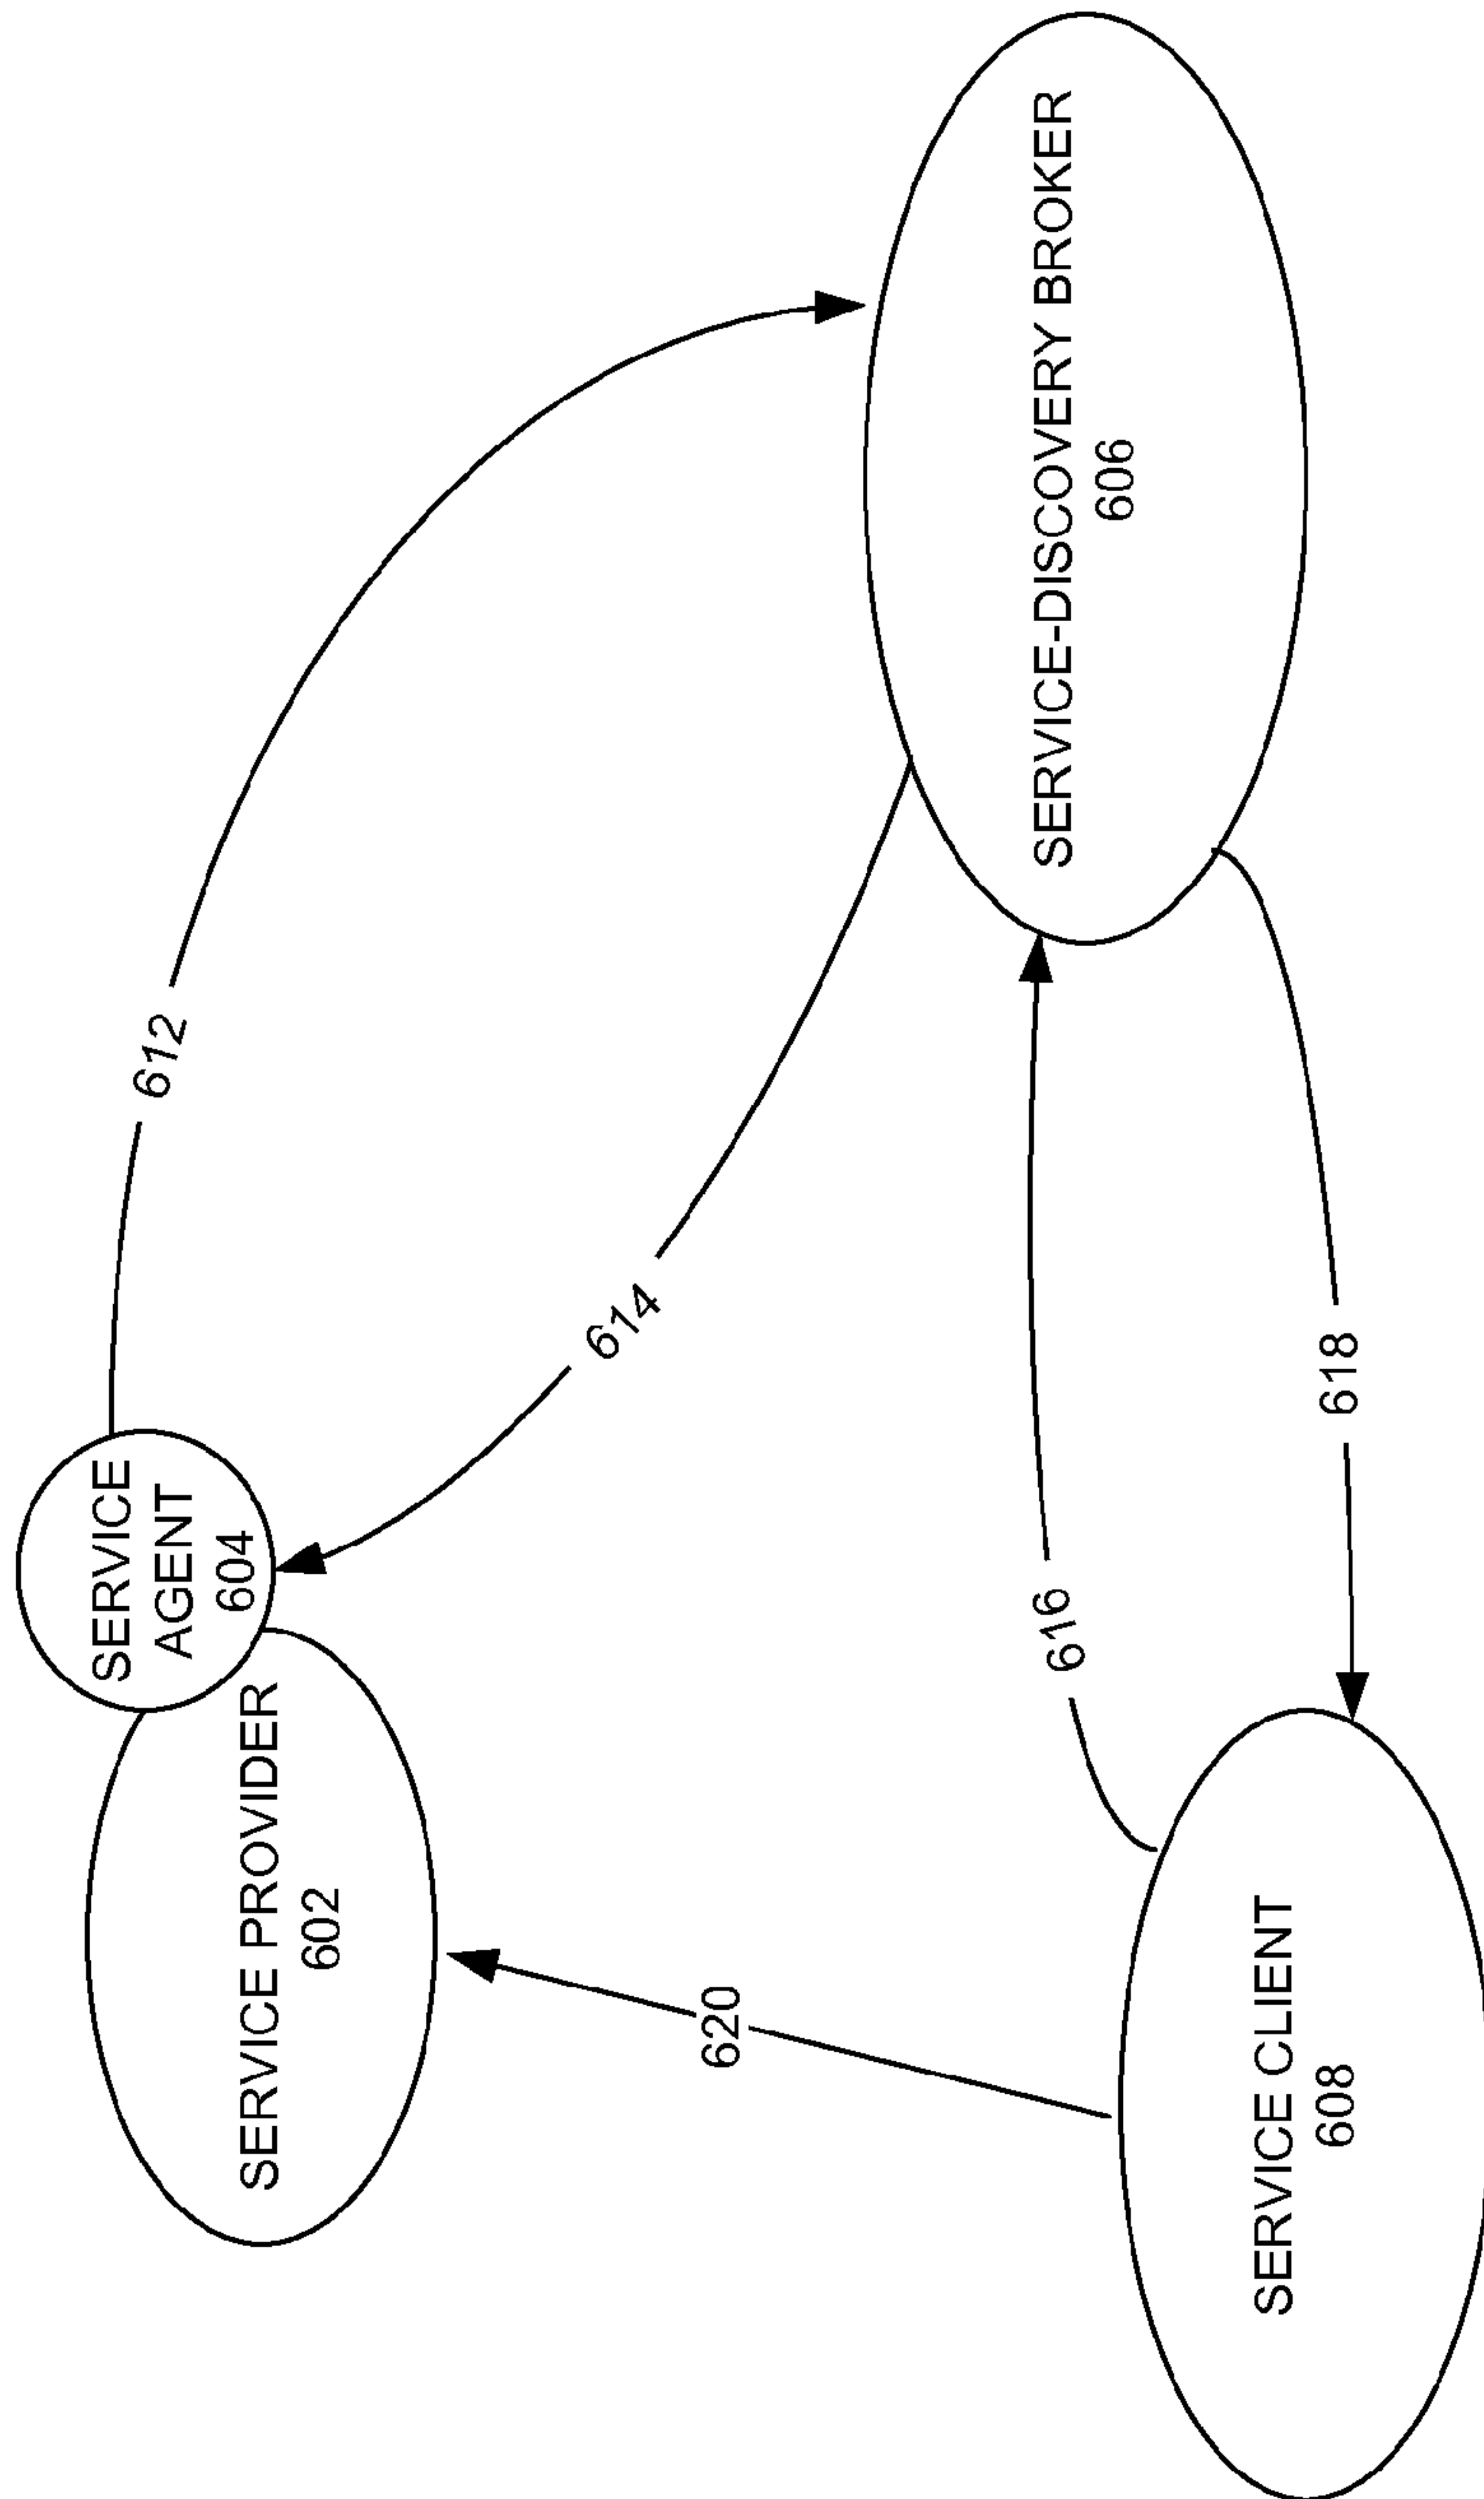 SERVICE
AGENT
604
SERVICE PROVIDER
602
612
614
620
616
618
SERVICE-DISCOVERY BROKER
606
SERVICE CLIENT
608